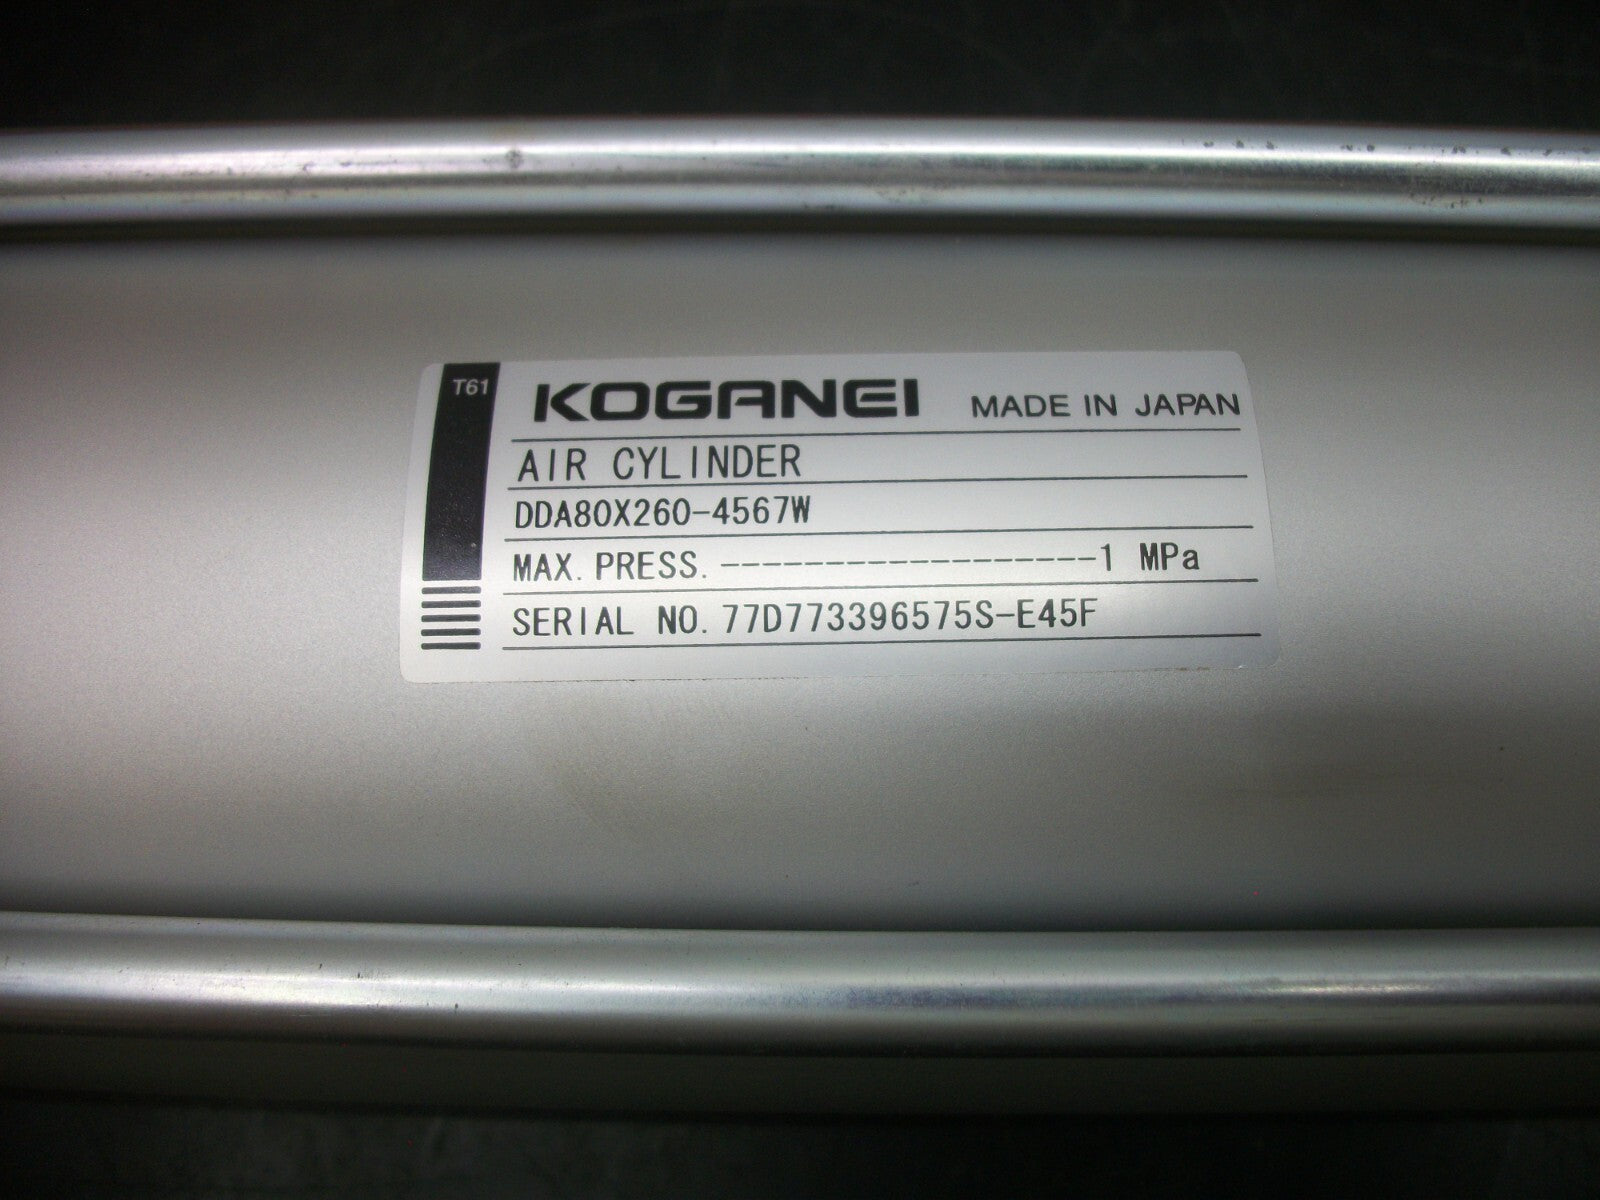 T61 KOGANEI MADE IN JAPAN
AIR CYLINDER
DDA80X260-4567W
MAX. PRESS. ------------------1 MPa
SERIAL NO. 77D773396575S-E45F